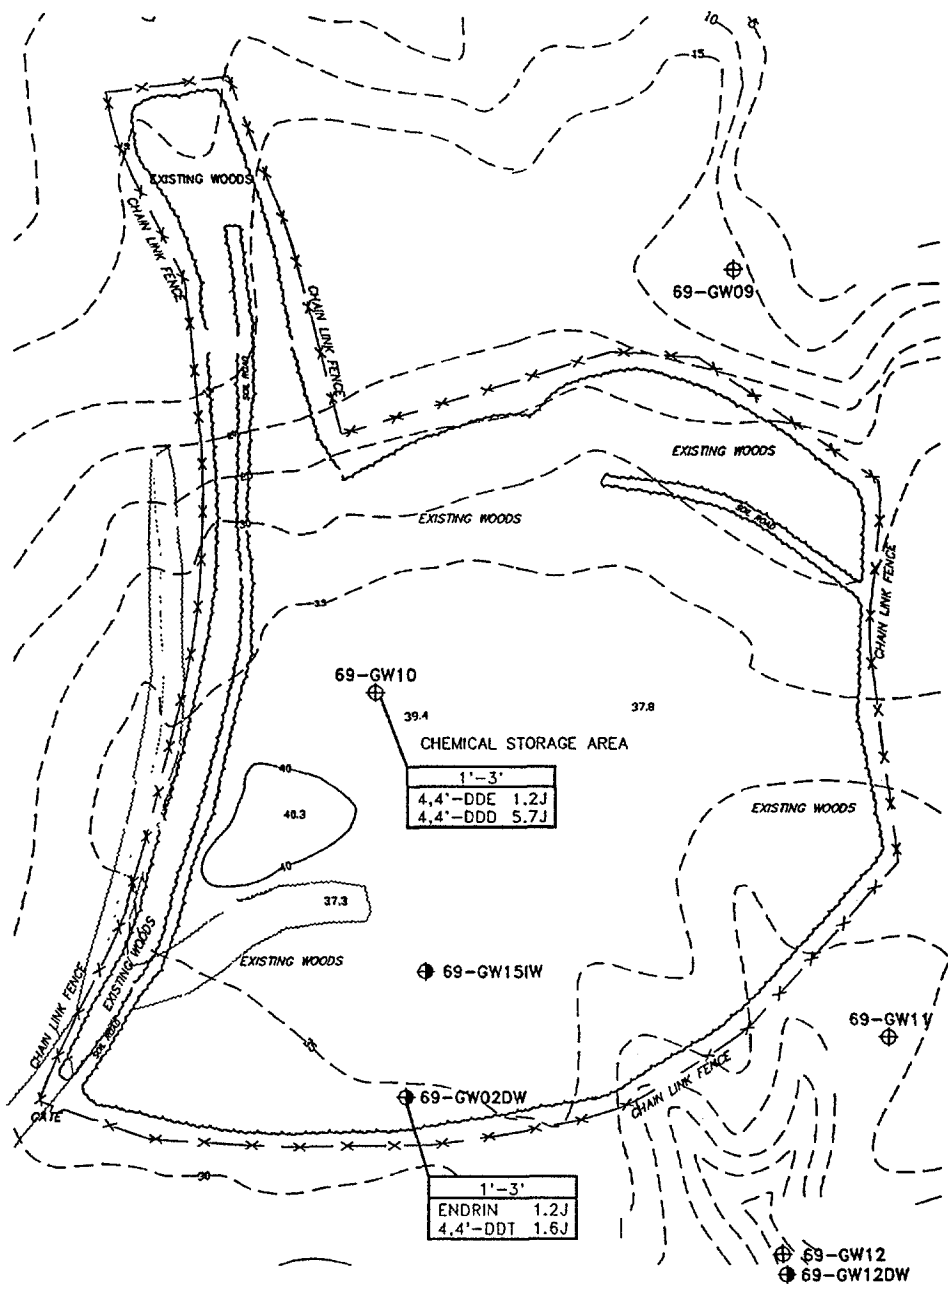 10
15
EXISTING WOODS
CHAIN LINK FENCE
69-GW09
CHAIN LINK FENCE
SOIL ROAD
EXISTING WOODS
EXISTING WOODS
SOIL ROAD
30
CHAIN LINK FENCE
35
69-GW10
39.4
37.8
CHEMICAL STORAGE AREA
1'-3'
4,4'-DDE 1.2J
4,4'-DDD 5.7J
EXISTING WOODS
40
40.3
40
37.3
EXISTING WOODS
EXISTING WOODS
69-GW15IW
CHAIN LINK FENCE
SOIL ROAD
69-GW11
GATE
69-GW02DW
CHAIN LINK FENCE
30
1'-3'
ENDRIN 1.2J
4,4'-DDT 1.6J
69-GW12
69-GW12DW